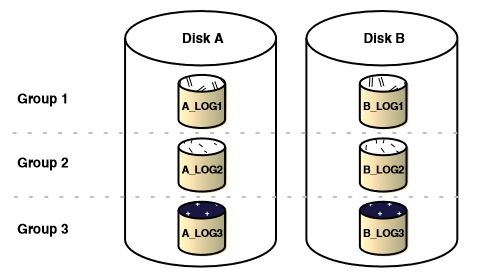 Disk A Disk B
Group 1 A_LOG1 B_LOG1
Group 2 A_LOG2 B_LOG2
Group 3 A_LOG3 B_LOG3